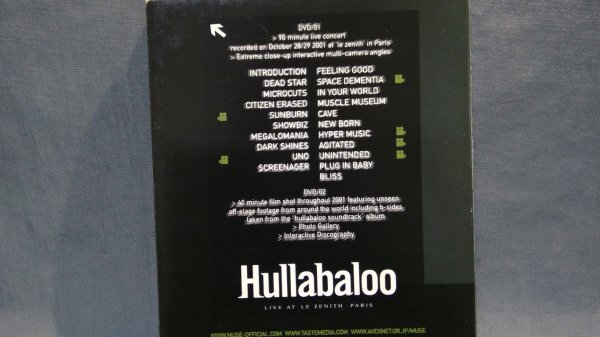 DVD/01
> 90 minute live concert
recorded on October 28/29 2001 at 'le zenith' in Paris
> Extreme close-up interactive multi-camera angles
INTRODUCTION
DEAD STAR
MICROCUTS
CITIZEN ERASED
SUNBURN
SHOWBIZ
MEGALOMANIA
DARK SHINES
UNO
SCREENAGER
FEELING GOOD
SPACE DEMENTIA
IN YOUR WORLD
MUSCLE MUSEUM
CAVE
NEW BORN
HYPER MUSIC
AGITATED
UNINTENDED
PLUG IN BABY
BLISS
DVD/02
> 40 minute film shot throughout 2001 featuring unseen
off-stage footage from around the world including b-sides
taken from the 'hullabaloo soundtrack' album
> Photo Gallery
> Interactive Discography
Hullabaloo
LIVE AT LE ZENITH · PARIS
WWW.MUSE-OFFICIAL.COM WWW.TASTEMEDIA.COM WWW.AVEXNET.OR.JP/MUSE